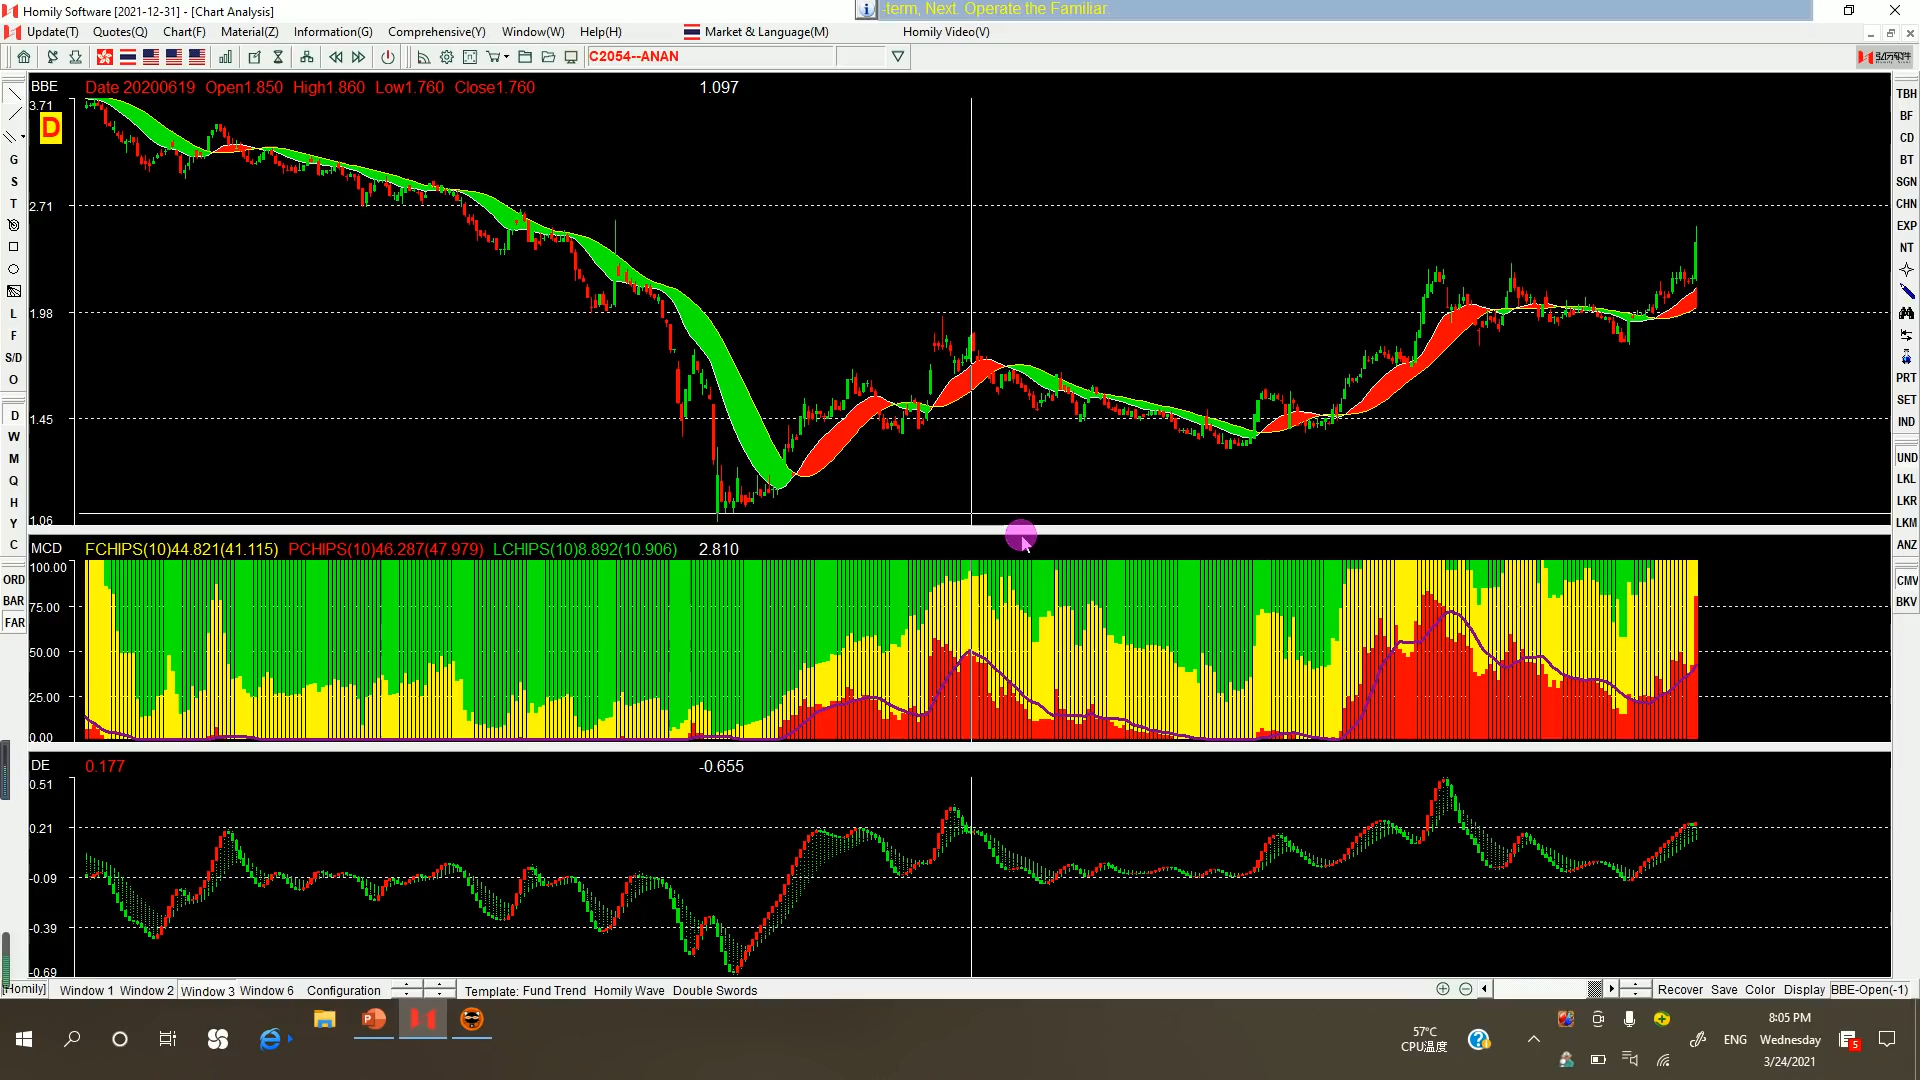 Homily Software [2021-12-31] - [Chart Analysis]
-term, Next. Operate the Familiar.
Update(T) Quotes(Q) Chart(F) Material(Z) Information(G) Comprehensive(Y) Window(W) Help(H) Market & Language(M) Homily Video(V)
C2054--ANAN
弘历软件
BBE Date 20200619 Open1.850 High1.860 Low1.760 Close1.760 1.097
3.71
D
2.71
1.98
1.45
1.06
MCD FCHIPS(10)44.821(41.115) PCHIPS(10)46.287(47.979) LCHIPS(10)8.892(10.906) 2.810
100.00
75.00
50.00
25.00
0.00
DE 0.177 -0.655
0.51
0.21
-0.09
-0.39
-0.69
G
S
T
L
F
S/D
O
D
W
M
Q
H
Y
C
ORD
BAR
FAR
TBH
BF
CD
BT
SGN
CHN
EXP
NT
PRT
SET
IND
UND
LKL
LKR
LKM
ANZ
CMV
BKV
[Homily] Window 1 Window 2 Window 3 Window 6 Configuration Template: Fund Trend Homily Wave Double Swords Recover Save Color Display BBE-Open(-1)
57°C
CPU温度
ENG
8:05 PM
Wednesday
3/24/2021
5